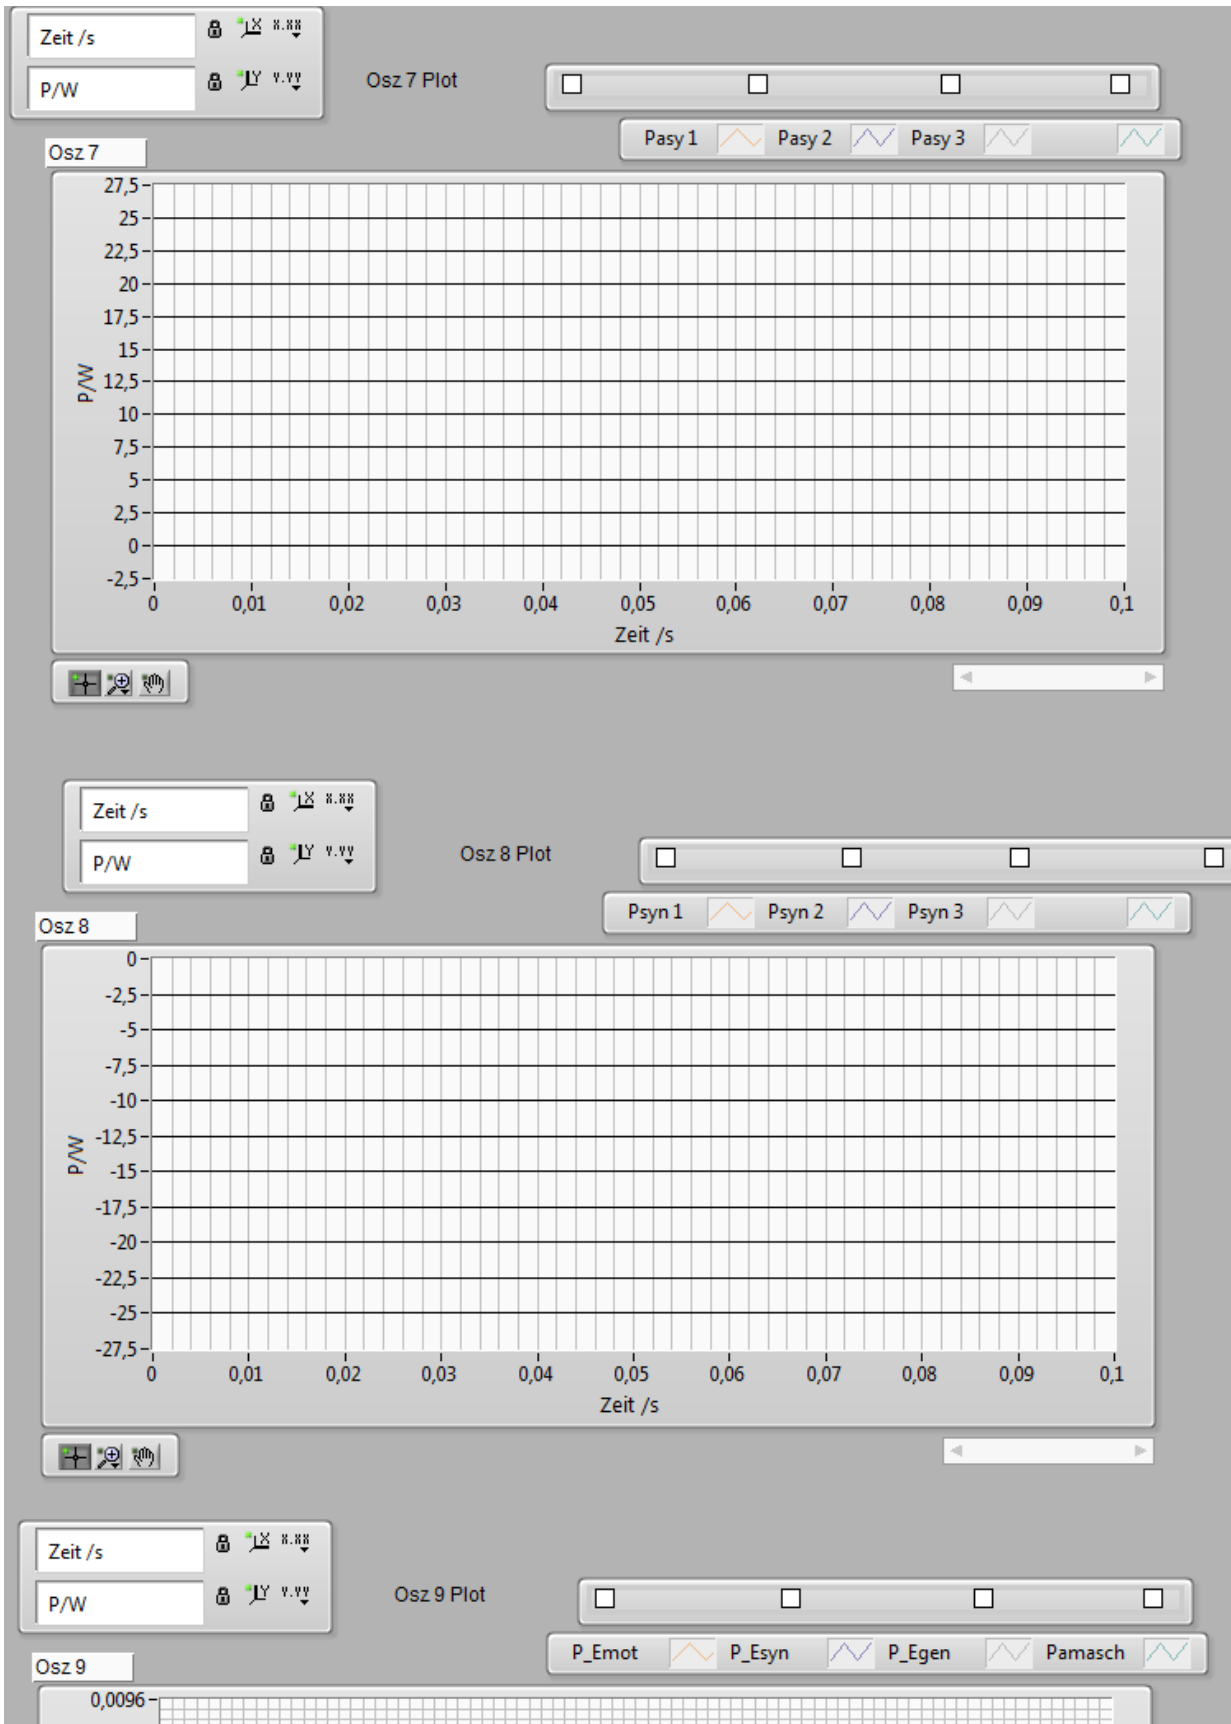 Zeit /s
P/W
Osz 7 Plot
Pasy 1 Pasy 2 Pasy 3
Osz 7
27,5
25
22,5
20
17,5
15
12,5
10
7,5
5
2,5
0
-2,5
P/W
0 0,01 0,02 0,03 0,04 0,05 0,06 0,07 0,08 0,09 0,1
Zeit /s
Zeit /s
P/W
Osz 8 Plot
Psyn 1 Psyn 2 Psyn 3
Osz 8
0
-2,5
-5
-7,5
-10
-12,5
-15
-17,5
-20
-22,5
-25
-27,5
P/W
0 0,01 0,02 0,03 0,04 0,05 0,06 0,07 0,08 0,09 0,1
Zeit /s
Zeit /s
P/W
Osz 9 Plot
P_Emot P_Esyn P_Egen Pamasch
Osz 9
0,0096